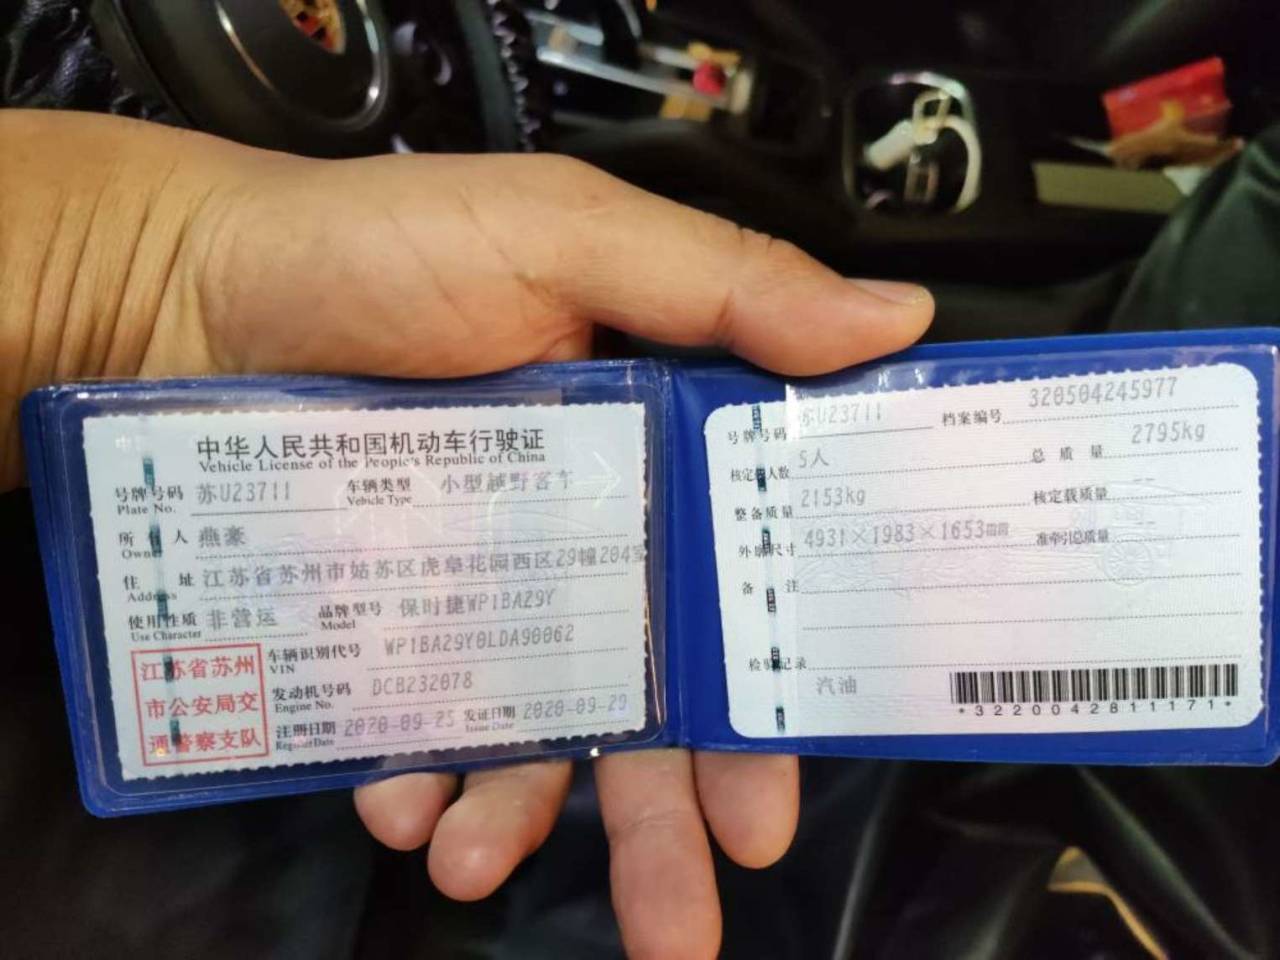 中华人民共和国机动车行驶证
Vehicle License of the People's Republic of China
号牌号码 苏U23711 车辆类型 小型越野客车
Plate No. Vehicle Type
所有人 燕豪
Owner
住址 江苏省苏州市姑苏区虎阜花园西区29幢204室
Address
使用性质 非营运 品牌型号 保时捷WP1BA29Y
Use Character Model
江苏省苏州市公安局交通警察支队
车辆识别代号 WP1BA29Y0LDA90062
VIN
发动机号码 DCB232078
Engine No.
注册日期 2020-09-25 发证日期 2020-09-29
Register Date Issue Date
号牌号码 苏U23711 档案编号 320504245977
核定载人数 5人 总质量 2795kg
整备质量 2153kg 核定载质量 --
外廓尺寸 4931×1983×1653mm 准牵引总质量 --
备注
检验记录
汽油
*3220042811171*